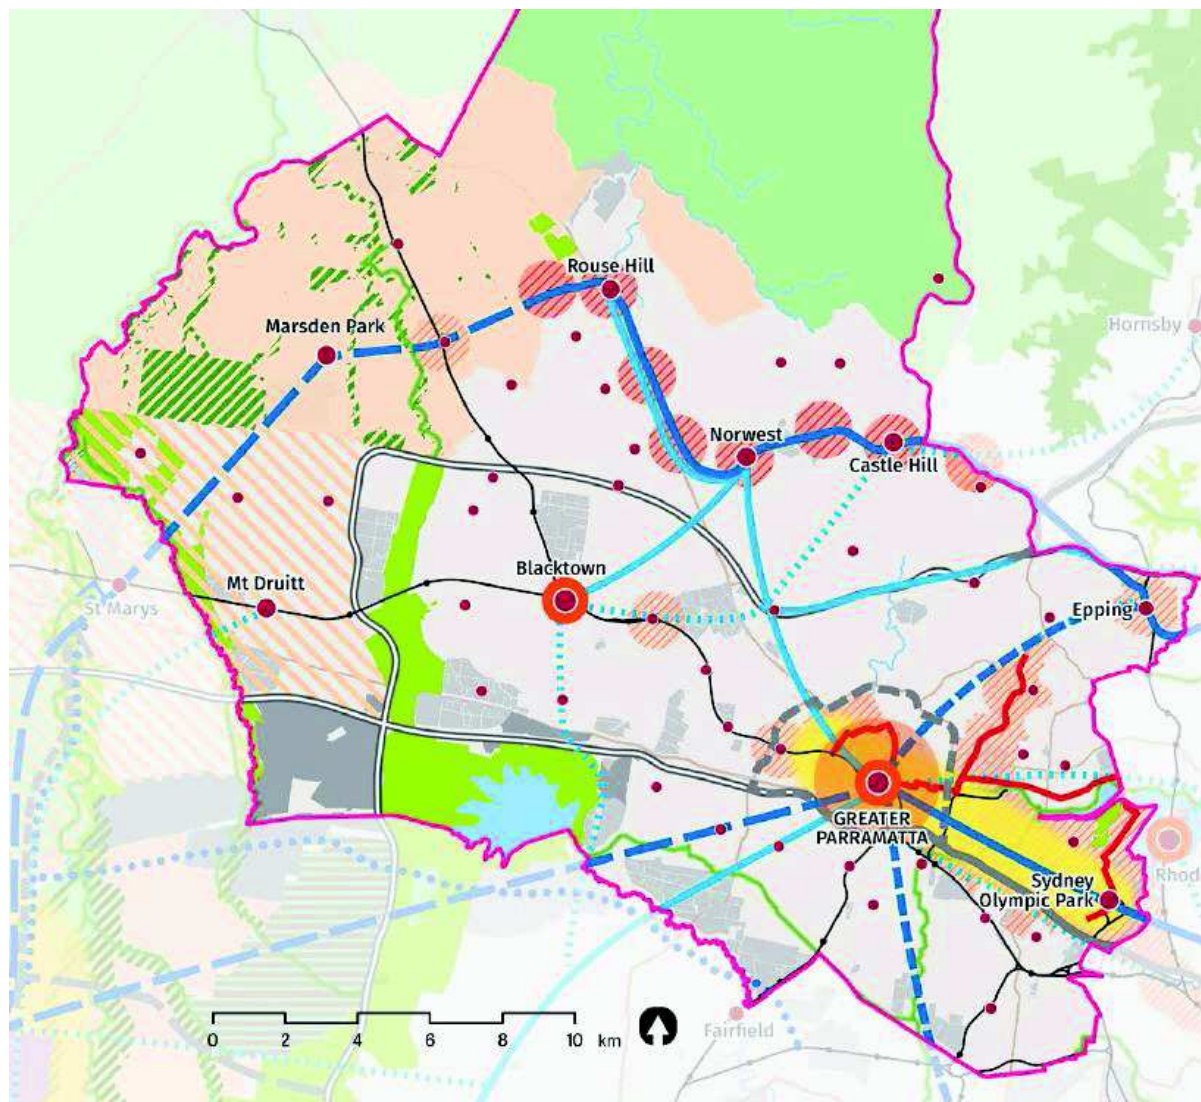 Rouse Hill
Marsden Park
Hornsby
Norwest
Castle Hill
Blacktown
Mt Druitt
St Marys
Epping
GREATER
PARRAMATTA
Sydney
Olympic Park
Rhod
Fairfield
0 2 4 6 8 10 km